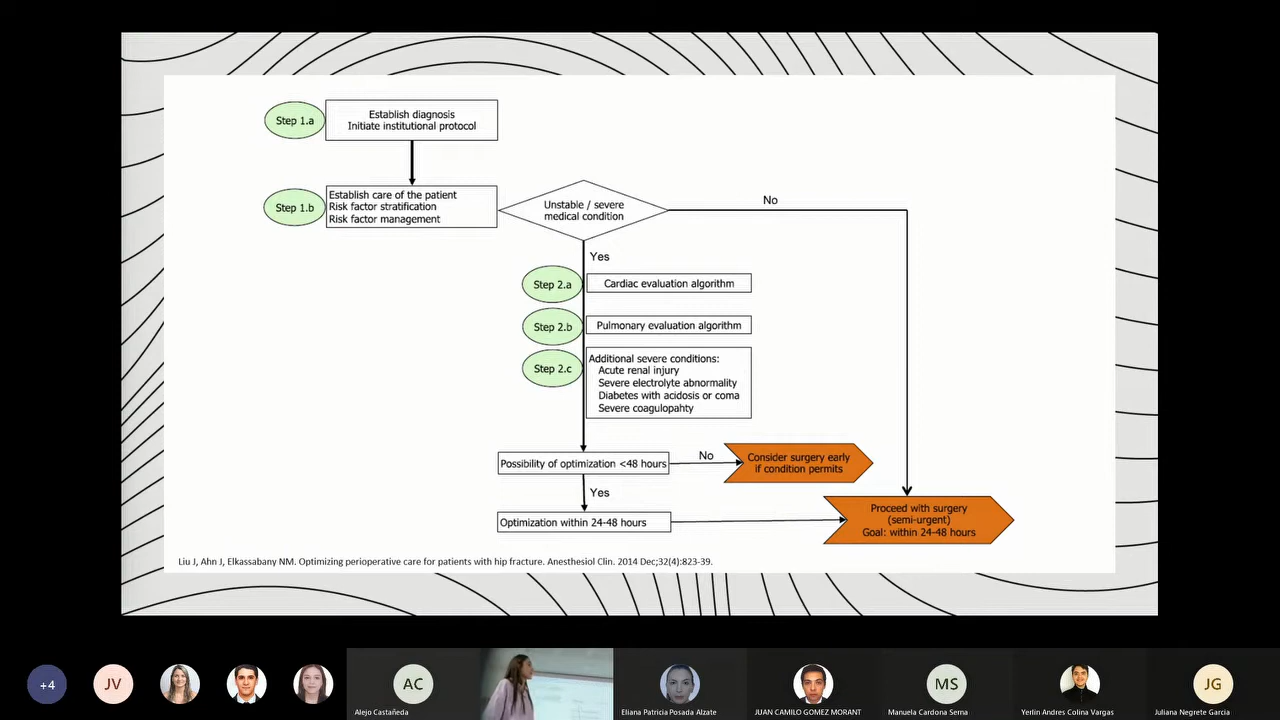 Step 1.a
Establish diagnosis
Initiate institutional protocol
Step 1.b
Establish care of the patient
Risk factor stratification
Risk factor management
Unstable / severe
medical condition
No
Yes
Step 2.a
Cardiac evaluation algorithm
Step 2.b
Pulmonary evaluation algorithm
Step 2.c
Additional severe conditions:
Acute renal injury
Severe electrolyte abnormality
Diabetes with acidosis or coma
Severe coagulopahty
Possibility of optimization <48 hours
No
Consider surgery early
if condition permits
Yes
Optimization within 24-48 hours
Proceed with surgery
(semi-urgent)
Goal: within 24-48 hours
Liu J, Ahn J, Elkassabany NM. Optimizing perioperative care for patients with hip fracture. Anesthesiol Clin. 2014 Dec;32(4):823-39.
+4
JV
AC
Alejo Castañeda
Eliana Patricia Posada Alzate
JUAN CAMILO GOMEZ MORANT
MS
Manuela Cardona Serna
Yerlin Andres Colina Vargas
JG
Juliana Negrete Garcia